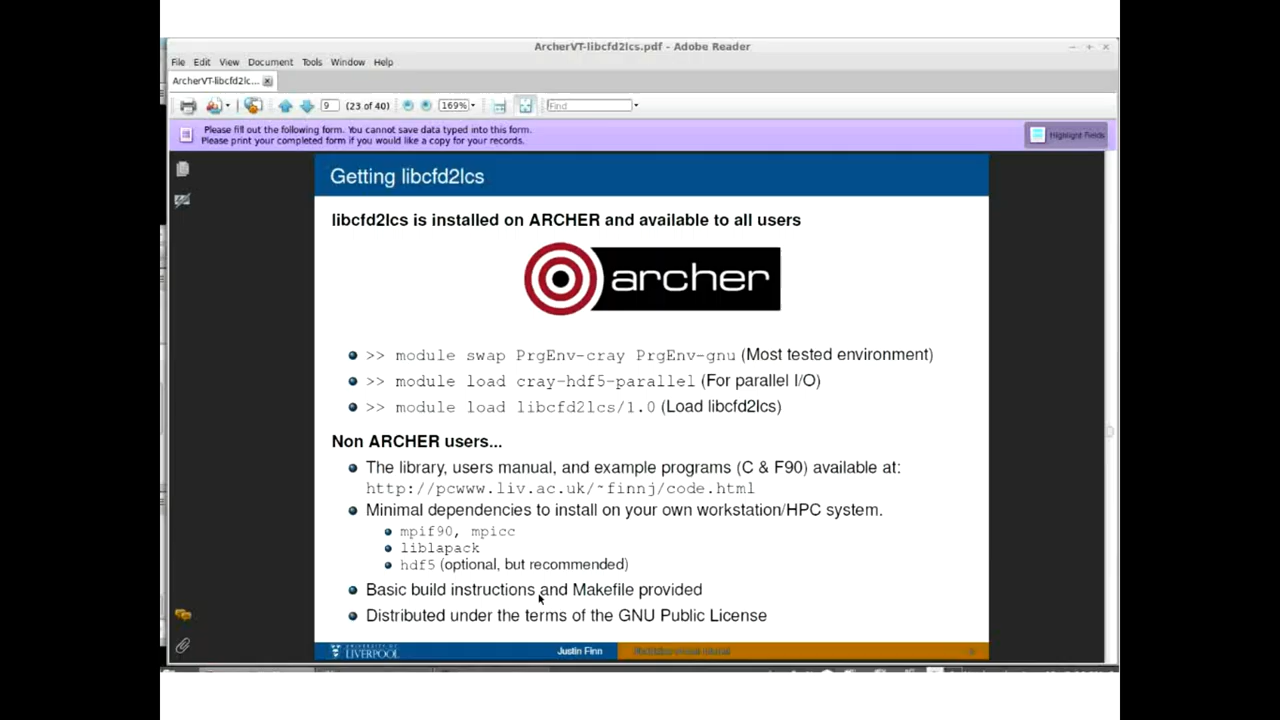 ArcherVT-libcfd2lcs.pdf - Adobe Reader
File Edit View Document Tools Window Help
ArcherVT-libcfd2lc...
9 (23 of 40) 169% Find
Please fill out the following form. You cannot save data typed into this form.
Please print your completed form if you would like a copy for your records.
Highlight Fields
Getting libcfd2lcs
libcfd2lcs is installed on ARCHER and available to all users
archer
>> module swap PrgEnv-cray PrgEnv-gnu (Most tested environment)
>> module load cray-hdf5-parallel (For parallel I/O)
>> module load libcfd2lcs/1.0 (Load libcfd2lcs)
Non ARCHER users...
The library, users manual, and example programs (C & F90) available at:
http://pcwww.liv.ac.uk/~finnj/code.html
Minimal dependencies to install on your own workstation/HPC system.
mpif90, mpicc
liblapack
hdf5 (optional, but recommended)
Basic build instructions and Makefile provided
Distributed under the terms of the GNU Public License
LIVERPOOL Justin Finn